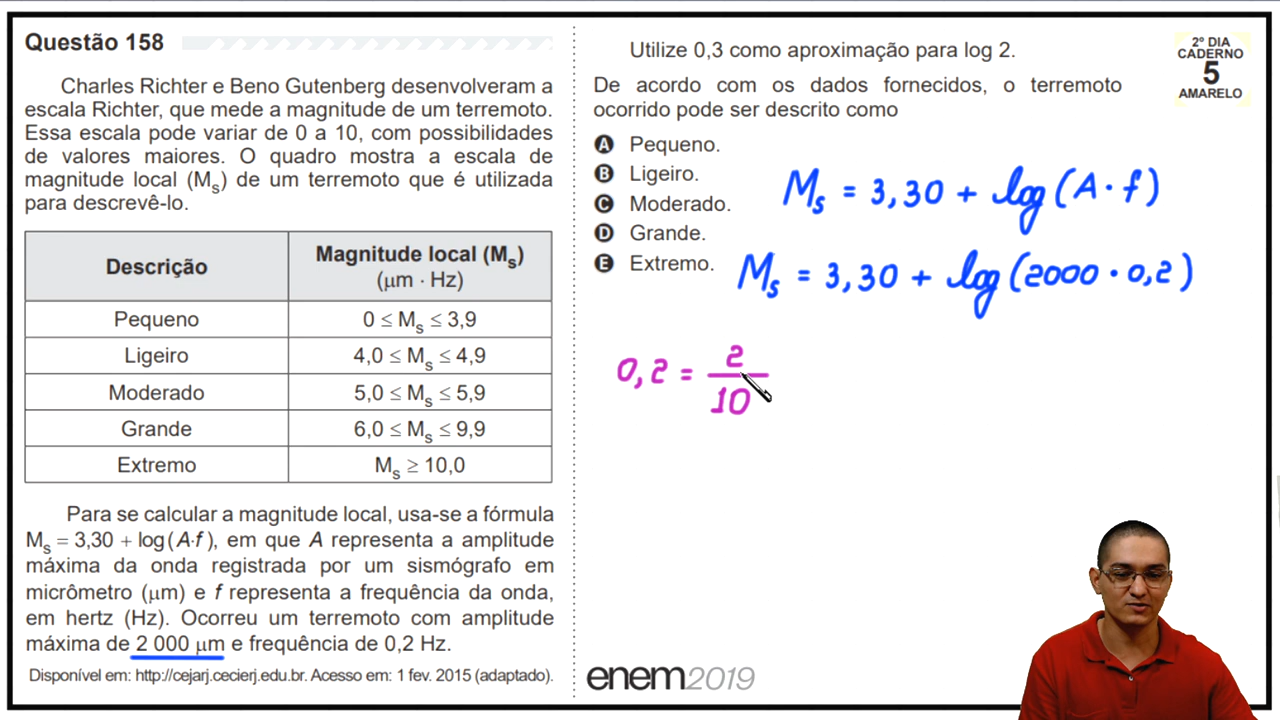 Questão 158
Charles Richter e Beno Gutenberg desenvolveram a
escala Richter, que mede a magnitude de um terremoto.
Essa escala pode variar de 0 a 10, com possibilidades
de valores maiores. O quadro mostra a escala de
magnitude local (Mₛ) de um terremoto que é utilizada
para descrevê-lo.
Descrição
Magnitude local (Mₛ)
(μm · Hz)
Pequeno
0 ≤ Mₛ ≤ 3,9
Ligeiro
4,0 ≤ Mₛ ≤ 4,9
Moderado
5,0 ≤ Mₛ ≤ 5,9
Grande
6,0 ≤ Mₛ ≤ 9,9
Extremo
Mₛ ≥ 10,0
Para se calcular a magnitude local, usa-se a fórmula
Mₛ = 3,30 + log(A·f), em que A representa a amplitude
máxima da onda registrada por um sismógrafo em
micrômetro (μm) e f representa a frequência da onda,
em hertz (Hz). Ocorreu um terremoto com amplitude
máxima de 2 000 μm e frequência de 0,2 Hz.
Disponível em: http://cejarj.cecierj.edu.br. Acesso em: 1 fev. 2015 (adaptado).
Utilize 0,3 como aproximação para log 2.
De acordo com os dados fornecidos, o terremoto
ocorrido pode ser descrito como
A Pequeno.
B Ligeiro.
C Moderado.
D Grande.
E Extremo.
2º DIA
CADERNO
5
AMARELO
Mₛ = 3,30 + log(A · f)
Mₛ = 3,30 + log(2000 · 0,2)
0,2 = 2/10
enem2019